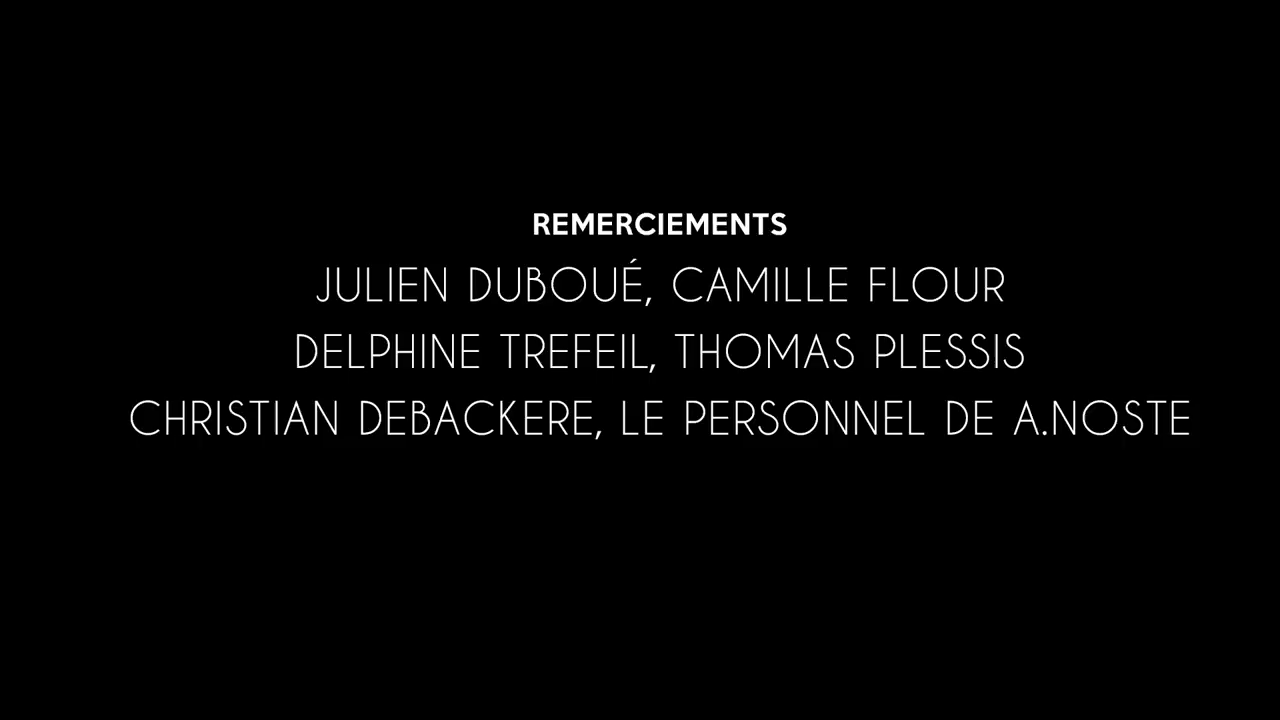 REMERCIEMENTS
JULIEN DUBOUÉ, CAMILLE FLOUR
DELPHINE TREFEIL, THOMAS PLESSIS
CHRISTIAN DEBACKERE, LE PERSONNEL DE A.NOSTE